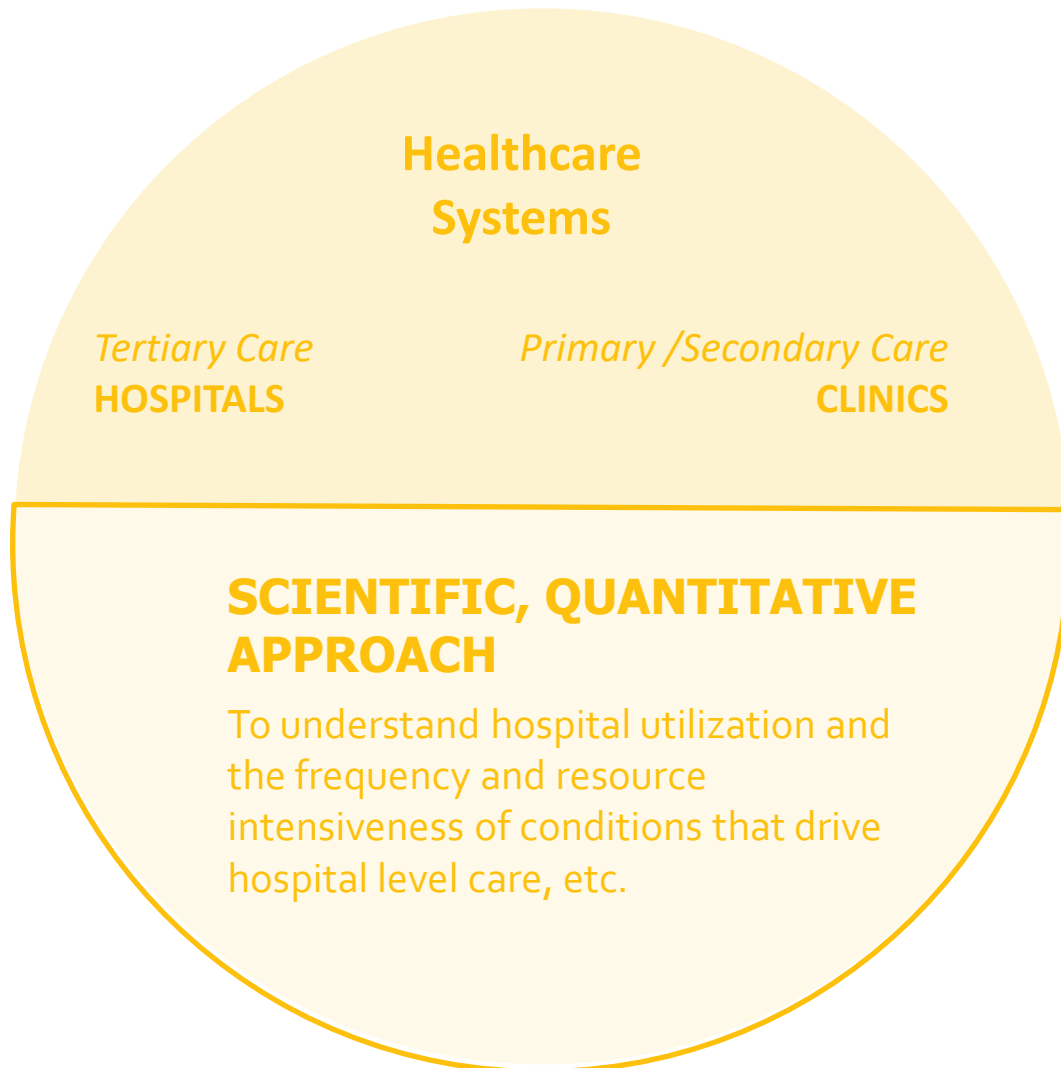 Healthcare
Systems
Tertiary Care
HOSPITALS
Primary /Secondary Care
CLINICS
SCIENTIFIC, QUANTITATIVE
APPROACH
To understand hospital utilization and
the frequency and resource
intensiveness of conditions that drive
hospital level care, etc.